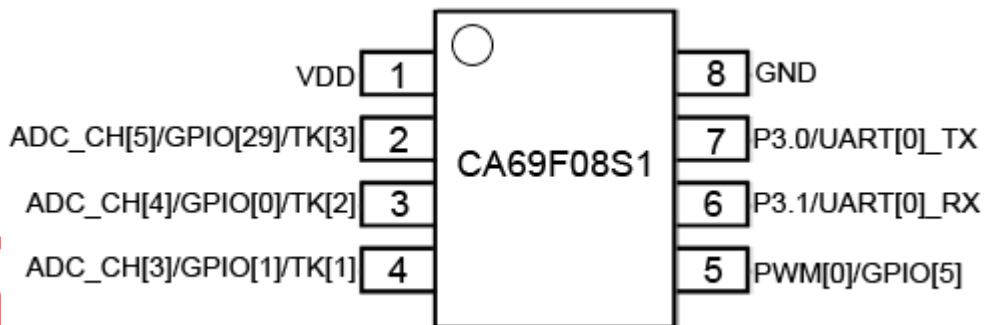 VDD 1 8 GND
ADC_CH[5]/GPIO[29]/TK[3] 2 7 P3.0/UART[0]_TX
CA69F08S1
ADC_CH[4]/GPIO[0]/TK[2] 3 6 P3.1/UART[0]_RX
ADC_CH[3]/GPIO[1]/TK[1] 4 5 PWM[0]/GPIO[5]